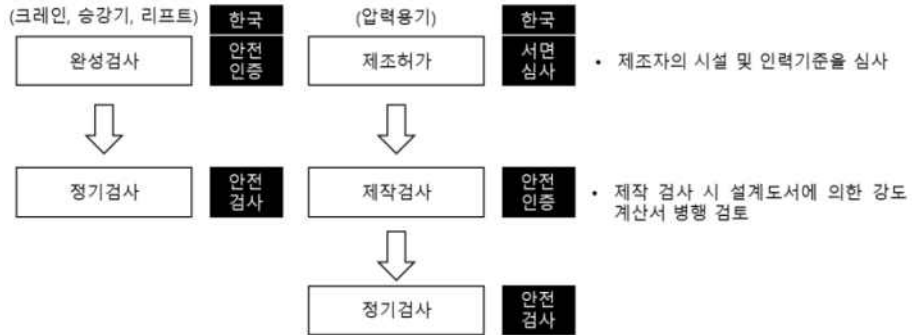 (크레인, 승강기, 리프트)
한국
(압력용기)
한국
완성검사
안전
인증
제조허가
서면
심사
• 제조자의 시설 및 인력기준을 심사
정기검사
안전
검사
제작검사
안전
인증
• 제작 검사 시 설계도서에 의한 강도
계산서 병행 검토
정기검사
안전
검사